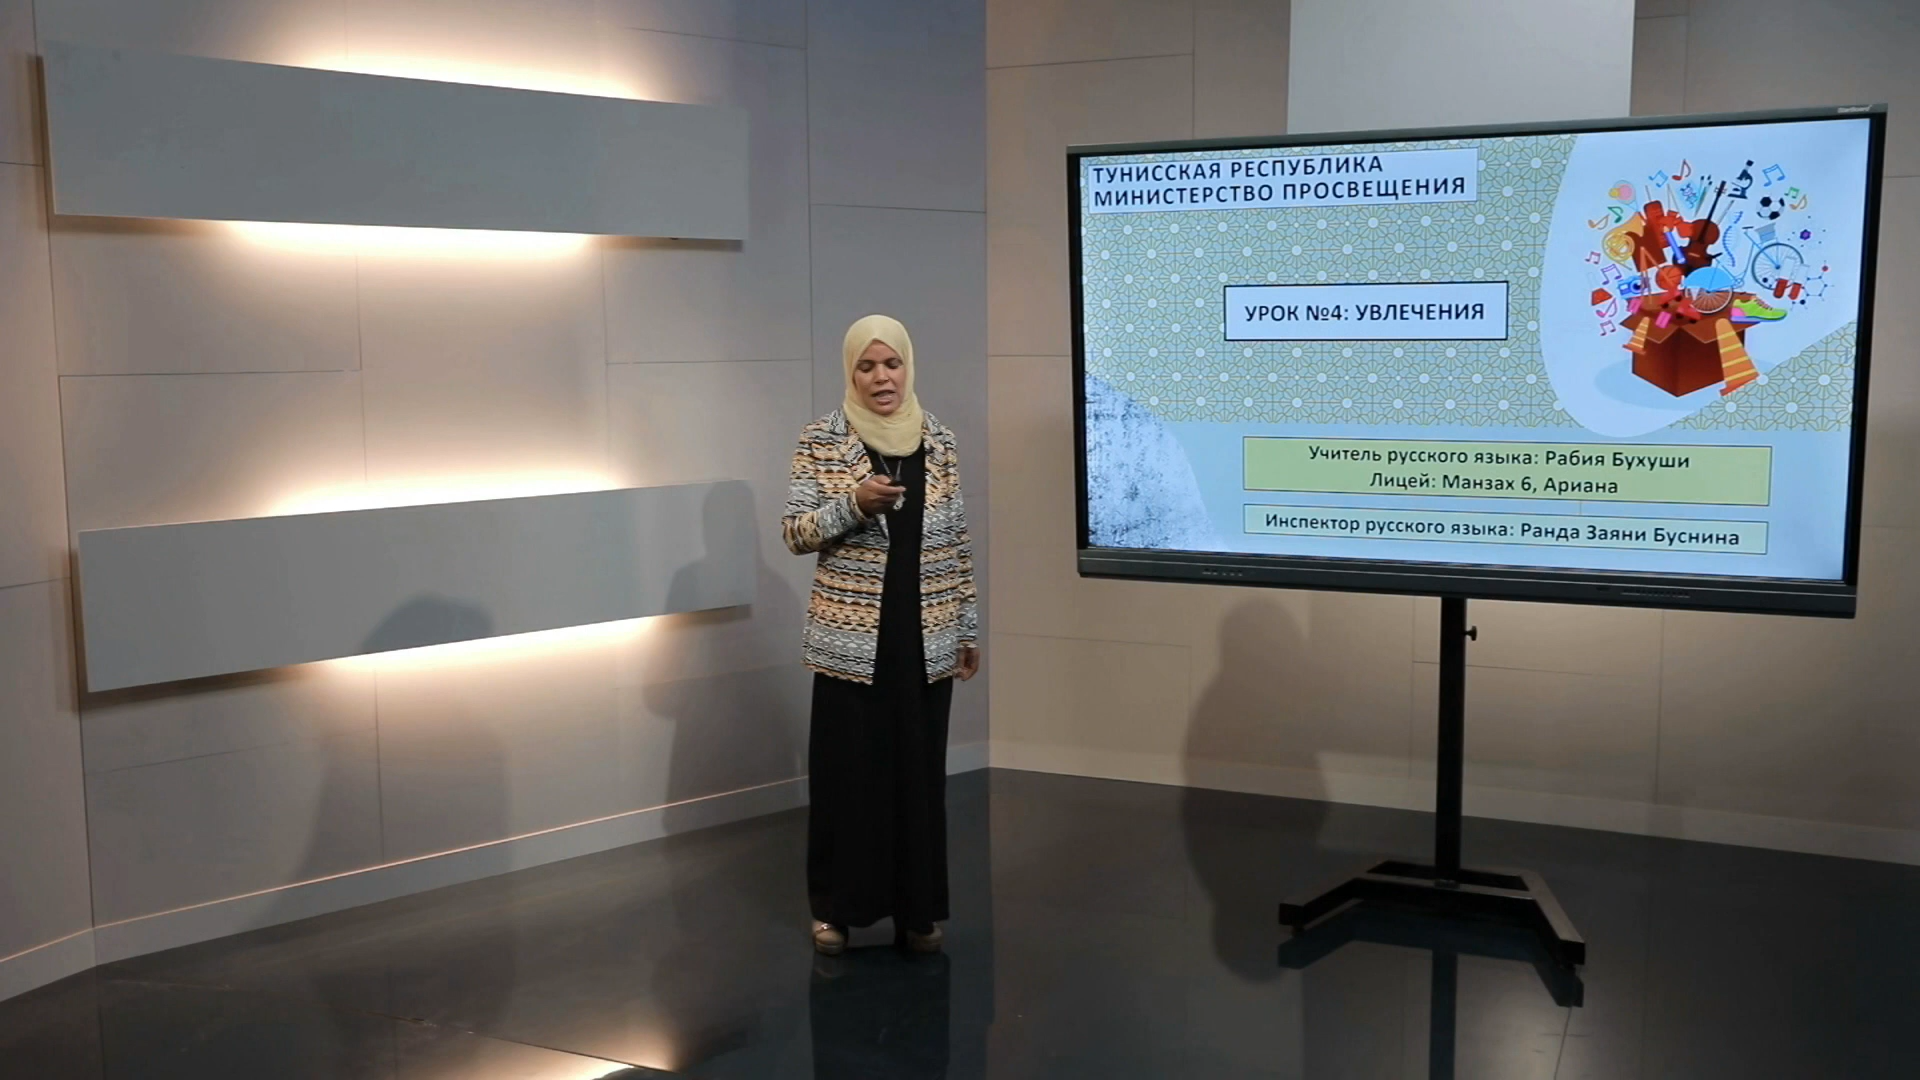 ТУНИССКАЯ РЕСПУБЛИКА
МИНИСТЕРСТВО ПРОСВЕЩЕНИЯ
УРОК №4: УВЛЕЧЕНИЯ
Учитель русского языка: Рабия Бухуши
Лицей: Манзах 6, Ариана
Инспектор русского языка: Ранда Заяни Буснина